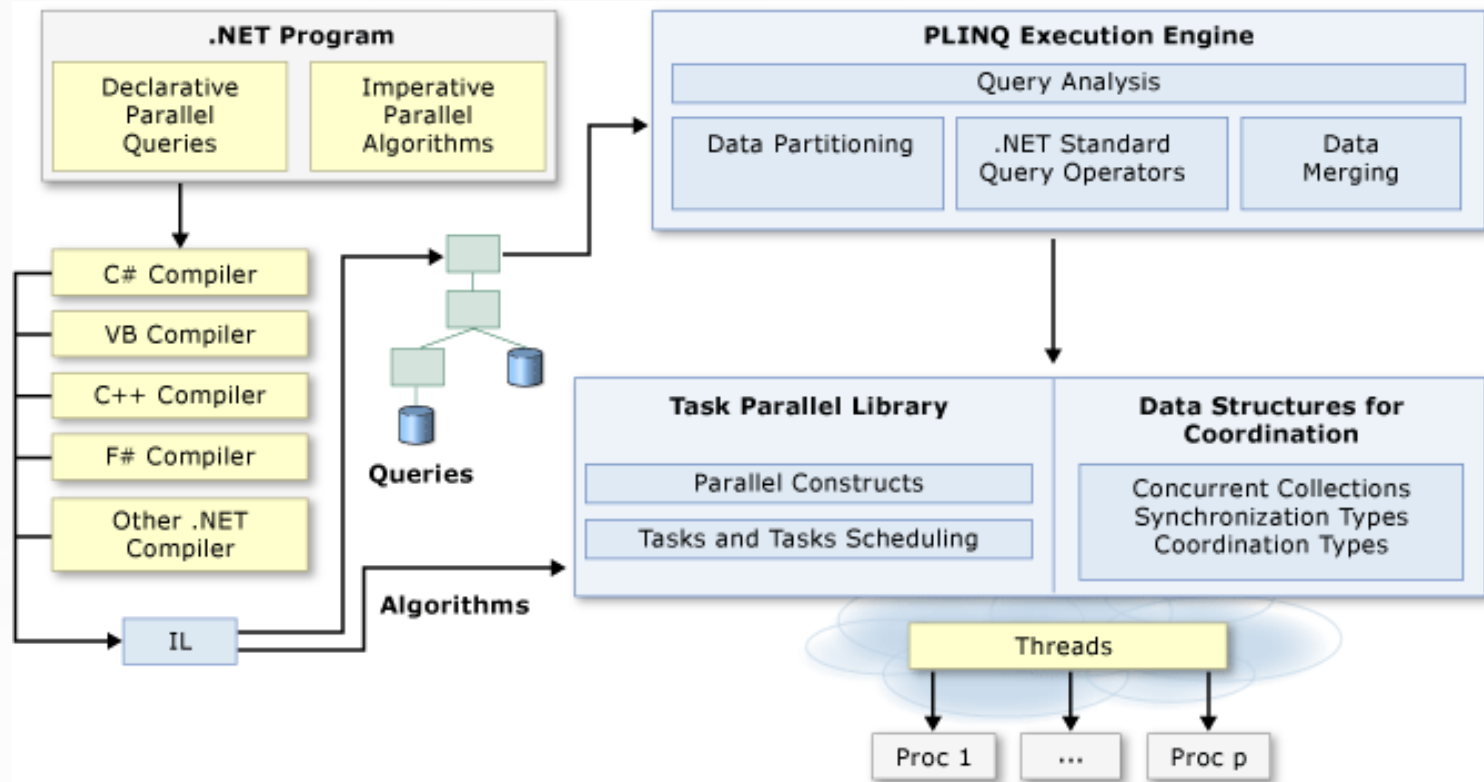 .NET Program
Declarative
Parallel
Queries
Imperative
Parallel
Algorithms
C# Compiler
VB Compiler
C++ Compiler
F# Compiler
Other .NET
Compiler
IL
Queries
Algorithms
PLINQ Execution Engine
Query Analysis
Data Partitioning
.NET Standard
Query Operators
Data
Merging
Task Parallel Library
Parallel Constructs
Tasks and Tasks Scheduling
Data Structures for
Coordination
Concurrent Collections
Synchronization Types
Coordination Types
Threads
Proc 1
...
Proc p